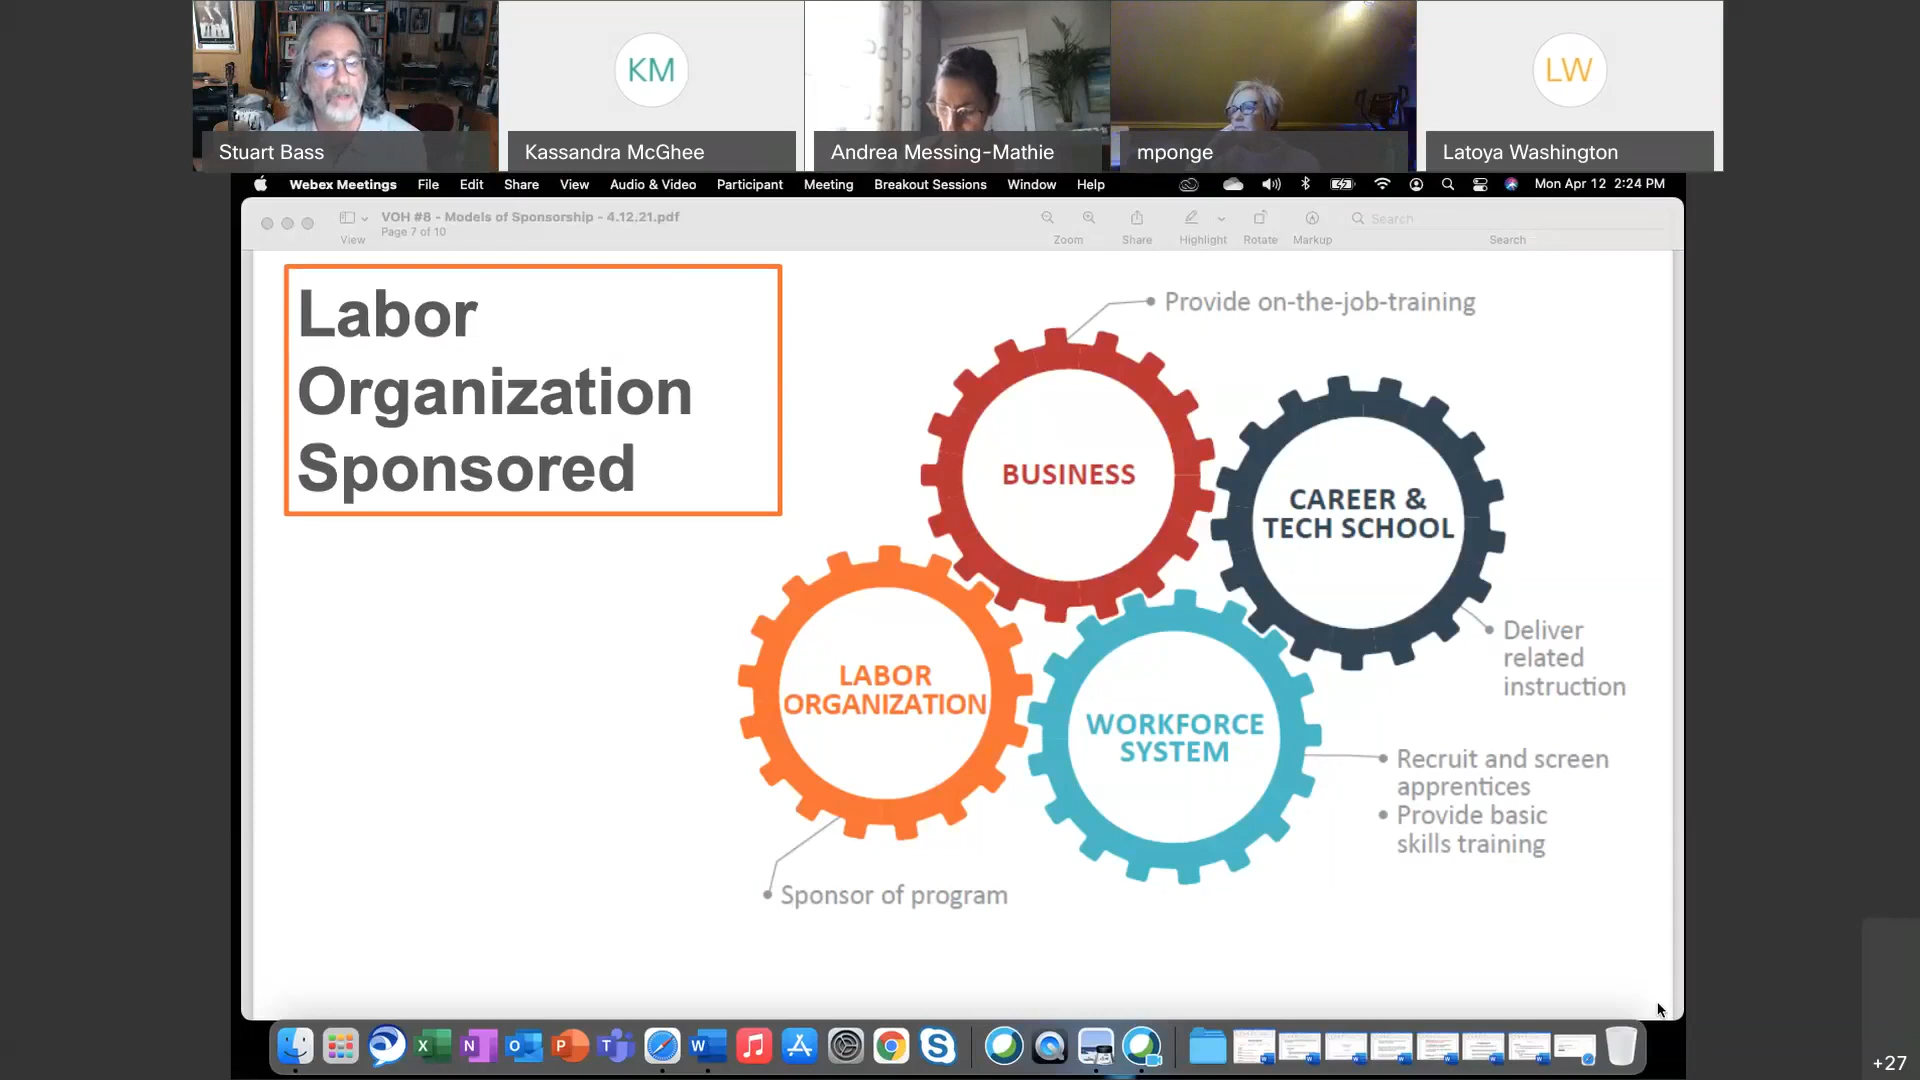 KM
LW
Stuart Bass
Kassandra McGhee
Andrea Messing-Mathie
mponge
Latoya Washington
Webex Meetings File Edit Share View Audio & Video Participant Meeting Breakout Sessions Window Help Mon Apr 12 2:24 PM
VOH #8 - Models of Sponsorship - 4.12.21.pdf
Page 7 of 10
Search
View Zoom Share Highlight Rotate Markup Search
Labor
Organization
Sponsored
Provide on-the-job-training
BUSINESS
CAREER &
TECH SCHOOL
• Deliver
related
instruction
LABOR
ORGANIZATION
WORKFORCE
SYSTEM
• Recruit and screen
apprentices
• Provide basic
skills training
• Sponsor of program
+27